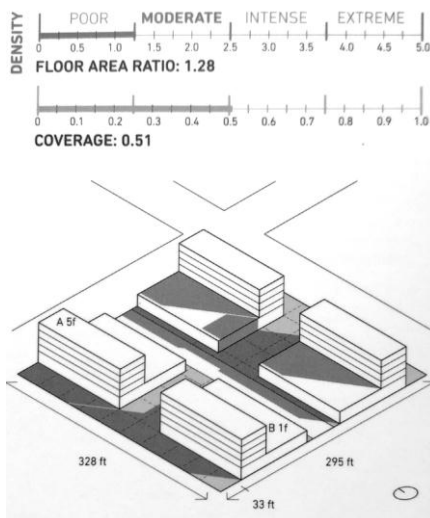 DENSITY
POOR MODERATE INTENSE EXTREME
0 0.5 1.0 1.5 2.0 2.5 3.0 3.5 4.0 4.5 5.0
FLOOR AREA RATIO: 1.28
0 0.1 0.2 0.3 0.4 0.5 0.6 0.7 0.8 0.9 1.0
COVERAGE: 0.51
A 5f
B 1f
328 ft
295 ft
33 ft